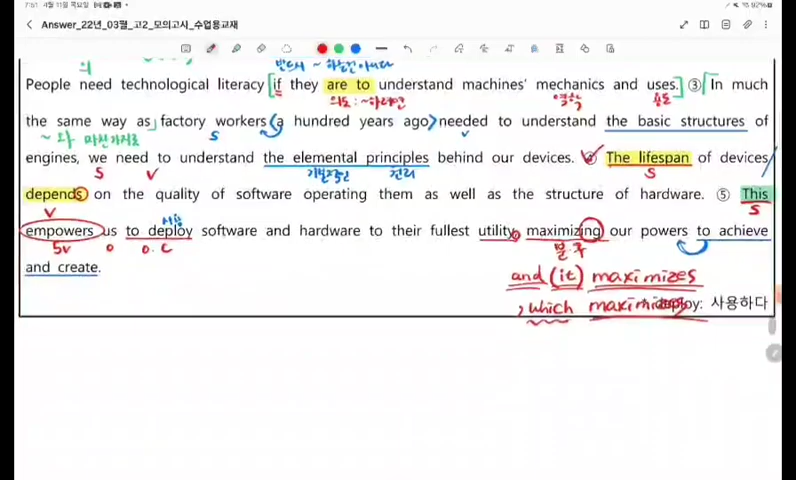 7:51 4월 11일 목요일
92%
Answer_22년_03월_고2_모의고사_수업용교재
의
반드시 ~ 하는건 아니다
People need technological literacy [if they are to understand machines' mechanics and uses.] ③ In much
의도 : ~하려면 역학 용도
the same way as factory workers (a hundred years ago) needed to understand the basic structures of
~ 와 마찬가지로 S v
engines, we need to understand the elemental principles behind our devices. ④ The lifespan of devices
S V 기본적인 원리 S
depends on the quality of software operating them as well as the structure of hardware. ⑤ This
V 사용 S
empowers us to deploy software and hardware to their fullest utility, maximizing our powers to achieve
5v o o.c 분.구
and create.
and (it) maximizes
, which maximizes deploy: 사용하다